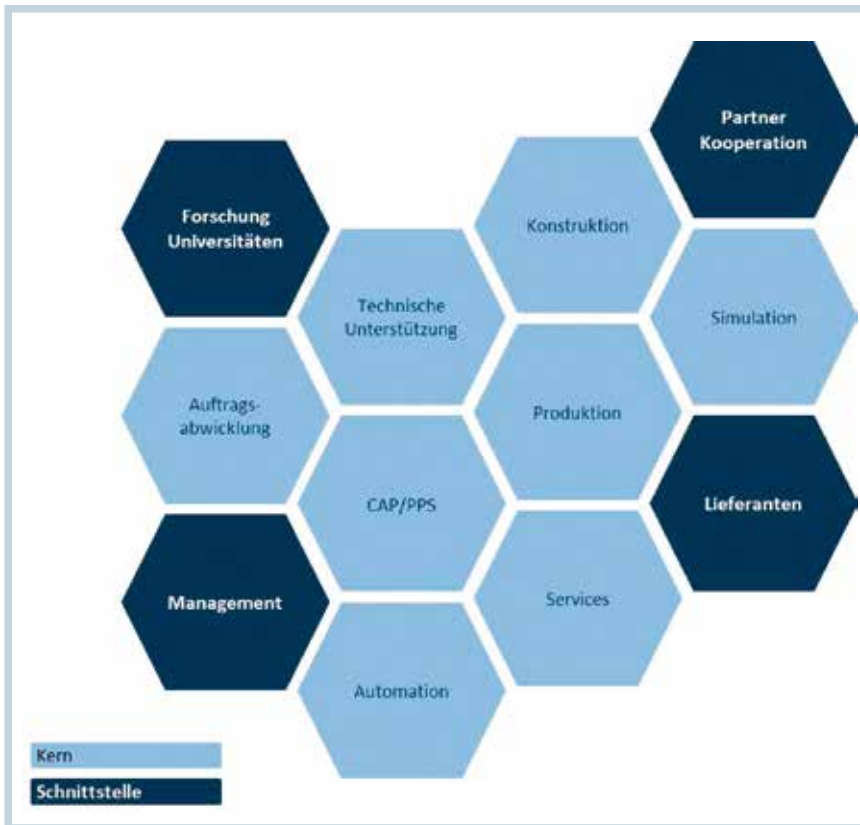 Partner
Kooperation
Forschung
Universitäten
Konstruktion
Technische
Unterstützung
Simulation
Auftrags-
abwicklung
Produktion
CAP/PPS
Lieferanten
Management
Services
Automation
Kern
Schnittstelle